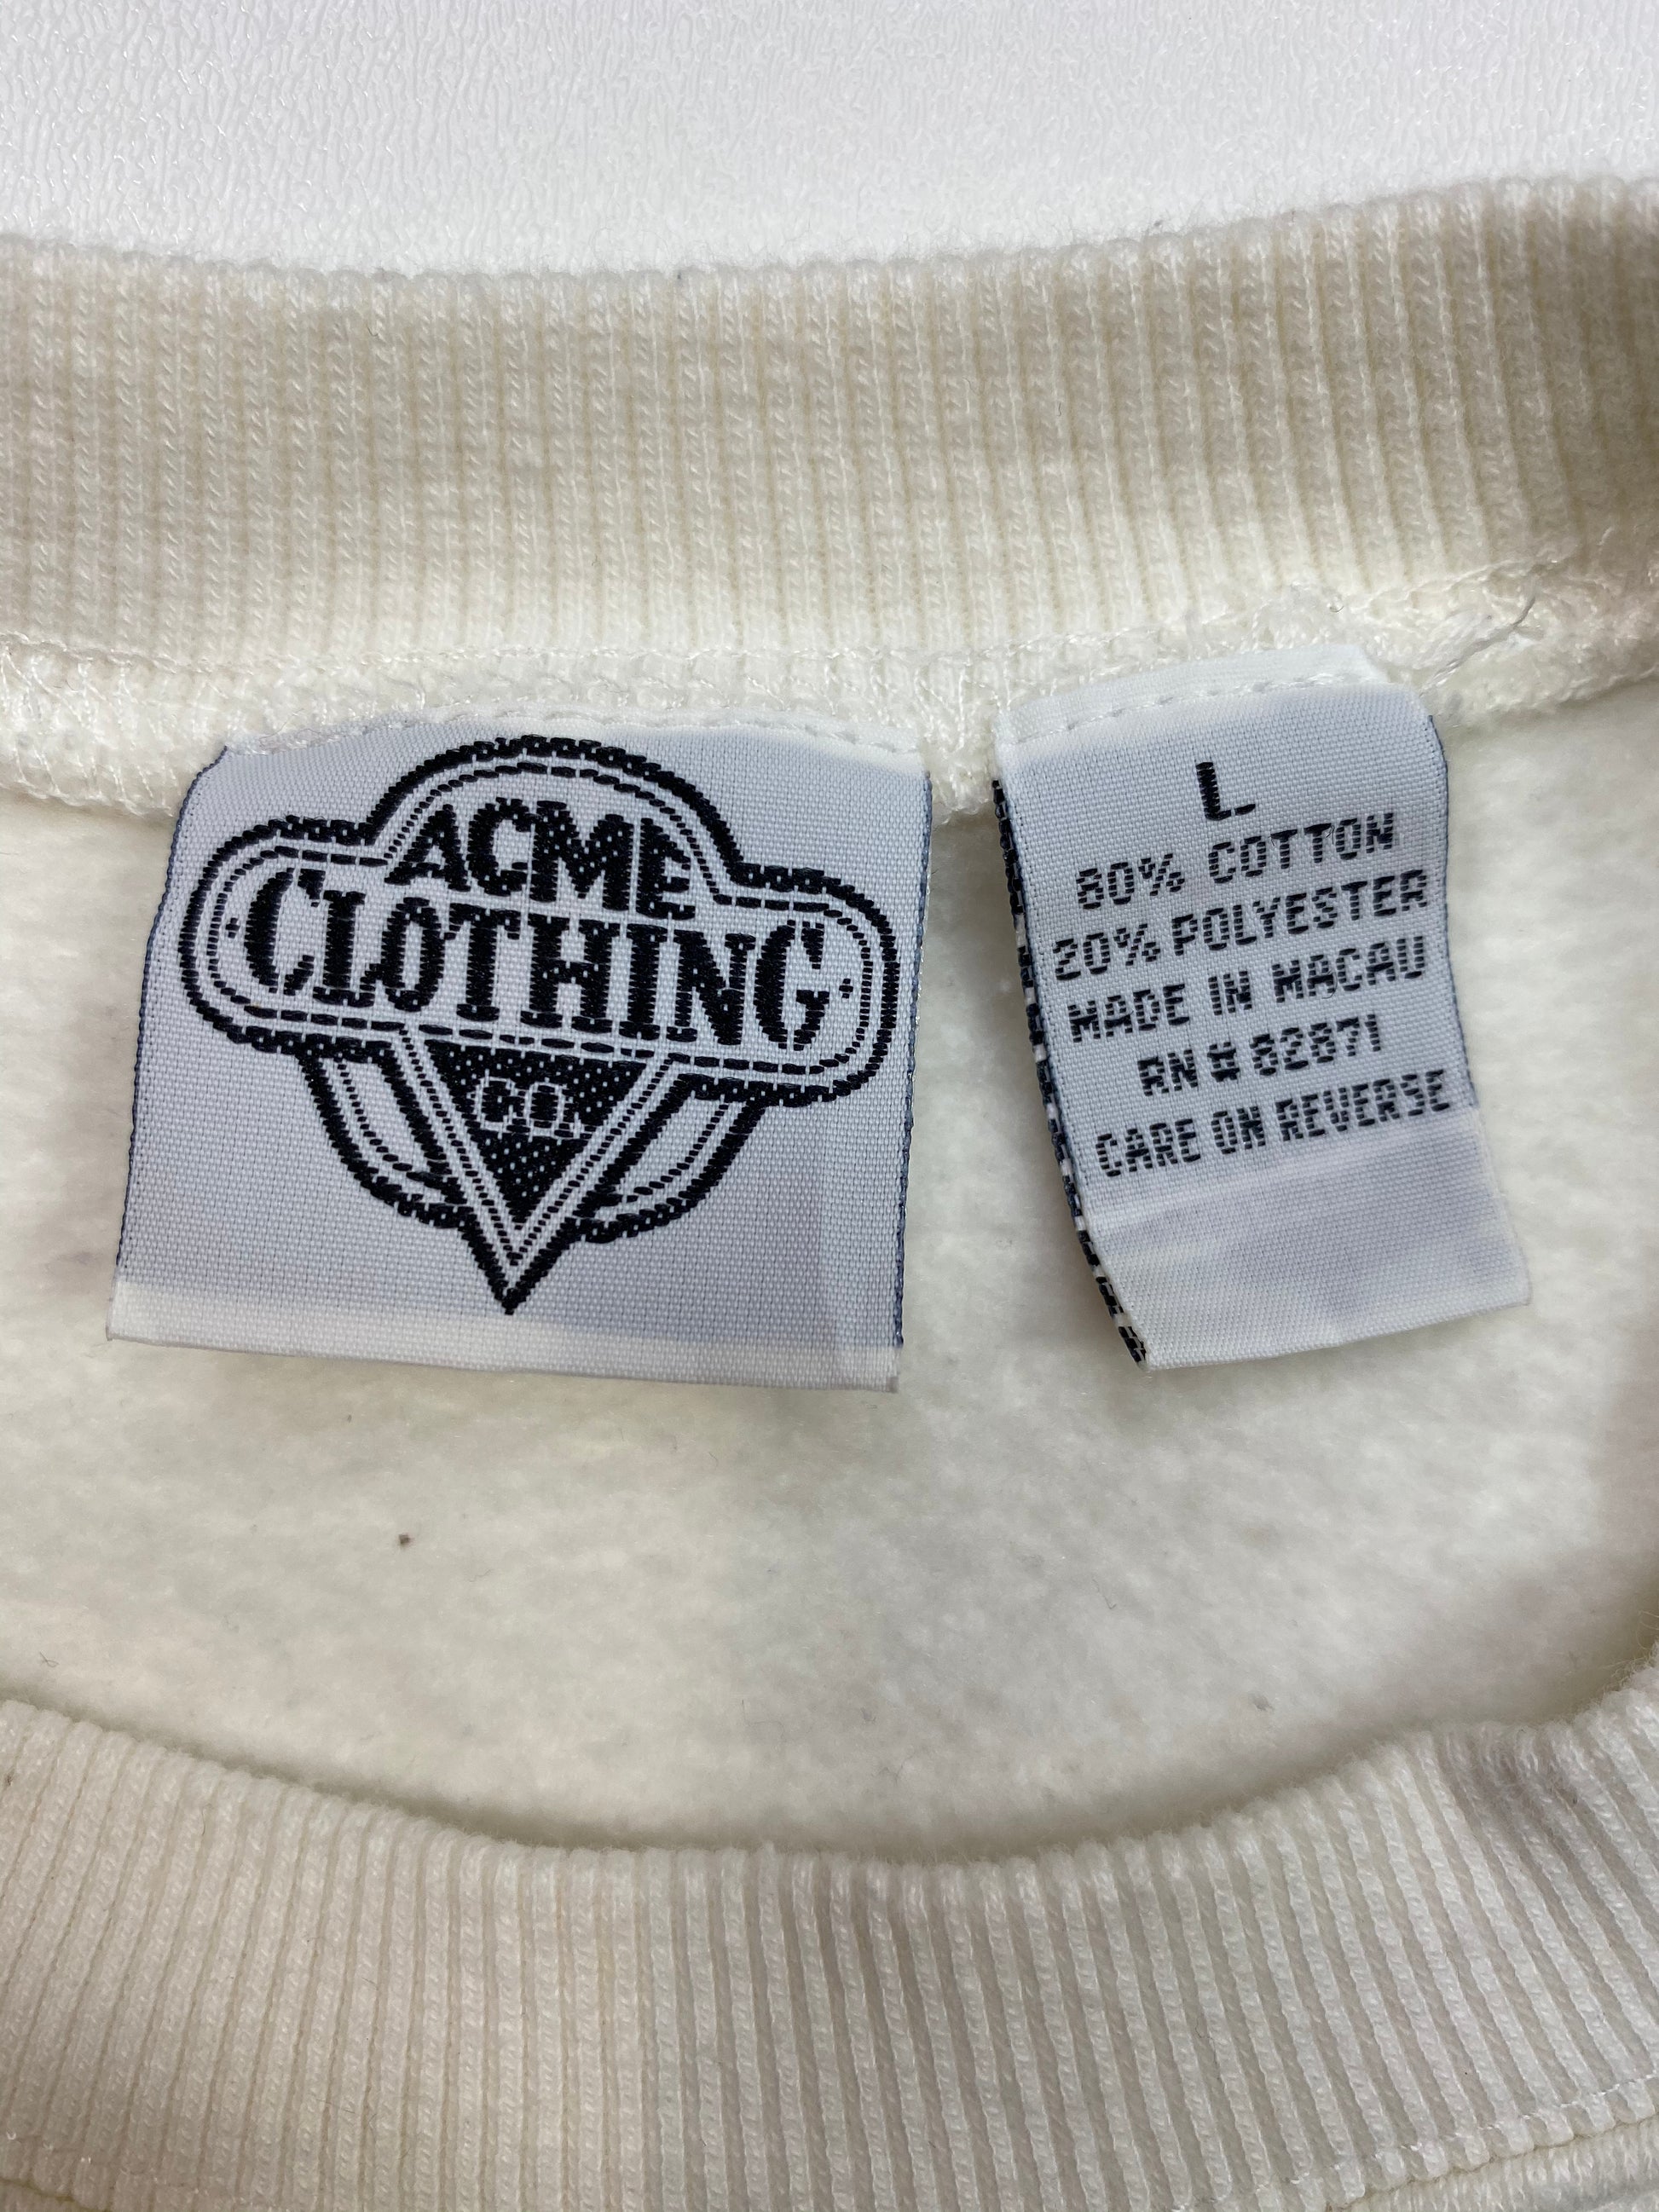 ACME
CLOTHING
CO.
L
80% COTTON
20% POLYESTER
MADE IN MACAU
RN # 82871
CARE ON REVERSE